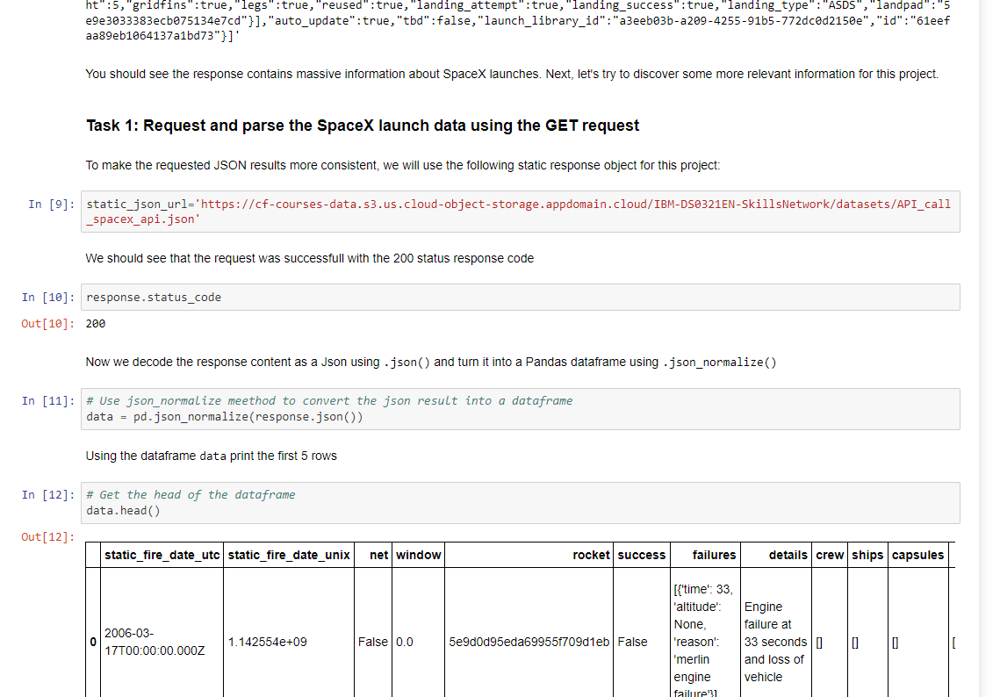 ht":5,"gridfins":true,"legs":true,"reused":true,"landing_attempt":true,"landing_success":true,"landing_type":"ASDS","landpad":"5
e9e3033383ecb075134e7cd"}],"auto_update":true,"tbd":false,"launch_library_id":"a3eeb03b-a209-4255-91b5-772dc0d2150e","id":"61eef
aa89eb1064137a1bd73"}]'
You should see the response contains massive information about SpaceX launches. Next, let's try to discover some more relevant information for this project.
Task 1: Request and parse the SpaceX launch data using the GET request
To make the requested JSON results more consistent, we will use the following static response object for this project:
In [9]: static_json_url='https://cf-courses-data.s3.us.cloud-object-storage.appdomain.cloud/IBM-DS0321EN-SkillsNetwork/datasets/API_call
_spacex_api.json'
We should see that the request was successfull with the 200 status response code
In [10]: response.status_code
Out[10]: 200
Now we decode the response content as a Json using .json() and turn it into a Pandas dataframe using .json_normalize()
In [11]: # Use json_normalize meethod to convert the json result into a dataframe
data = pd.json_normalize(response.json())
Using the dataframe data print the first 5 rows
In [12]: # Get the head of the dataframe
data.head()
Out[12]:
static_fire_date_utc static_fire_date_unix net window rocket success failures details crew ships capsules
0 2006-03-
17T00:00:00.000Z 1.142554e+09 False 0.0 5e9d0d95eda69955f709d1eb False [{'time': 33,
'altitude':
None,
'reason':
'merlin
engine
failure'}] Engine
failure at
33 seconds
and loss of
vehicle [] [] [] [